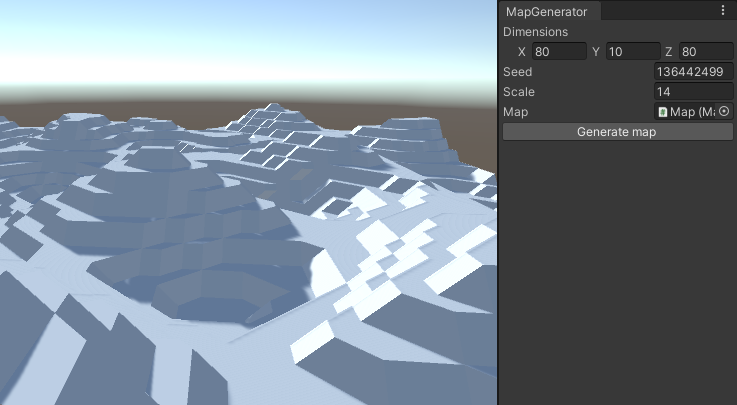 MapGenerator
Dimensions
X 80 Y 10 Z 80
Seed 136442499
Scale 14
Map Map (Ma
Generate map